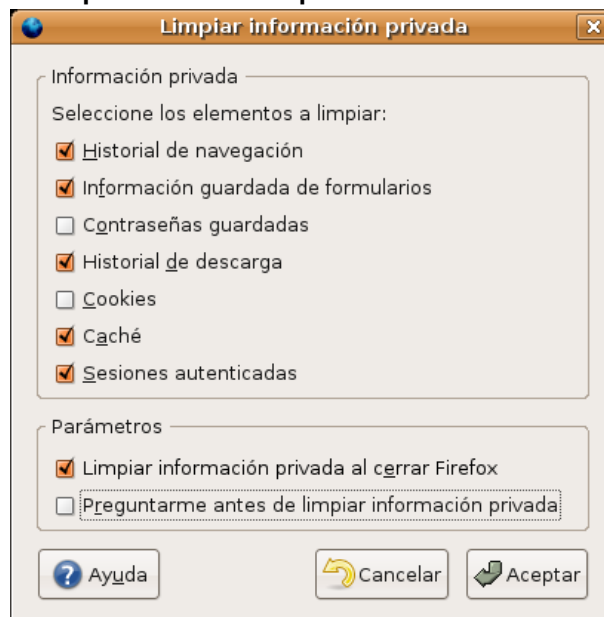 Limpiar información privada
Información privada
Seleccione los elementos a limpiar:
Historial de navegación
Información guardada de formularios
Contraseñas guardadas
Historial de descarga
Cookies
Caché
Sesiones autenticadas
Parámetros
Limpiar información privada al cerrar Firefox
Preguntarme antes de limpiar información privada
Ayuda Cancelar Aceptar